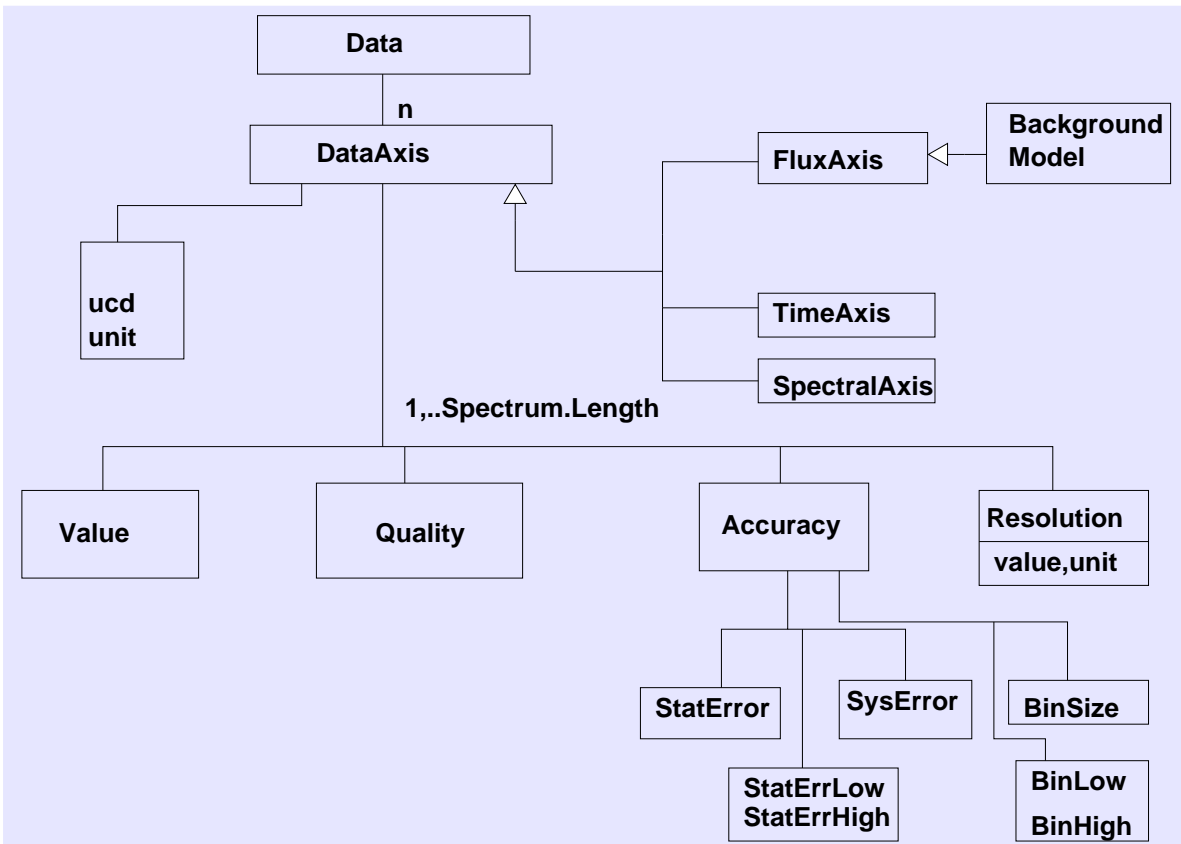 Data
n
DataAxis
FluxAxis
Background
Model
ucd
unit
TimeAxis
SpectralAxis
1,..Spectrum.Length
Value
Quality
Accuracy
Resolution
value,unit
StatError
SysError
BinSize
StatErrLow
StatErrHigh
BinLow
BinHigh